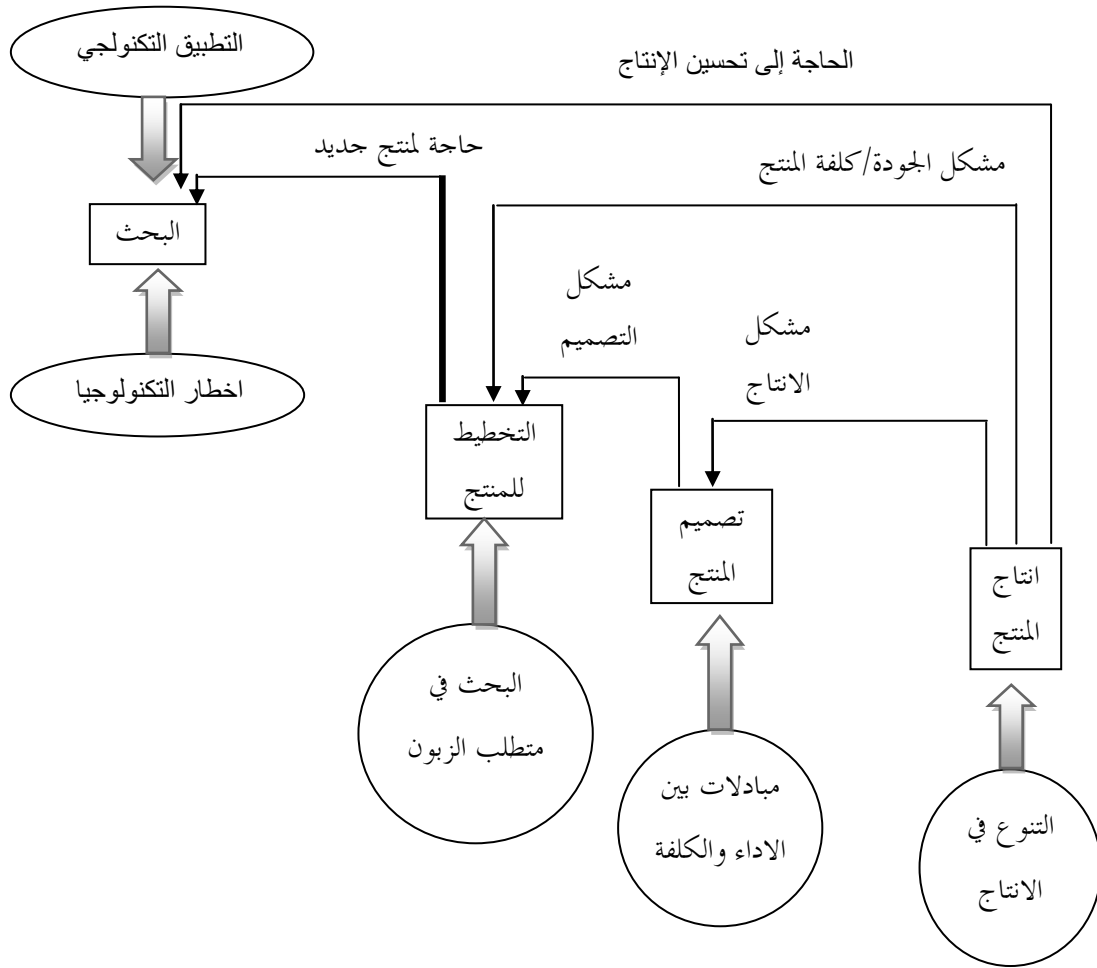 التطبيق التكنولجي
الحاجة إلى تحسين الإنتاج
حاجة لمنتج جديد
مشكل الجودة/كلفة المنتج
البحث
مشكل
التصميم
مشكل
الانتاج
اخطار التكنولوجيا
التخطيط
للمنتج
تصميم
المنتج
انتاج
المنتج
البحث في
متطلب الزبون
مبادلات بين
الاداء والكلفة
التنوع في
الانتاج